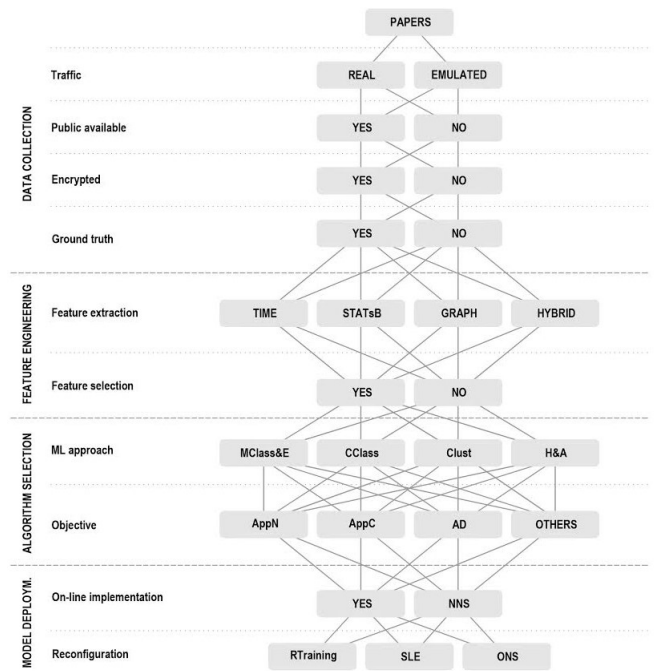 PAPERS
Traffic REAL EMULATED
Public available YES NO
Encrypted YES NO
Ground truth YES NO
DATA COLLECTION
Feature extraction TIME STATsB GRAPH HYBRID
Feature selection YES NO
FEATURE ENGINEERING
ML approach MClass&E CClass Clust H&A
Objective AppN AppC AD OTHERS
ALGORITHM SELECTION
On-line implementation YES NNS
Reconfiguration RTraining SLE ONS
MODEL DEPLOYM.